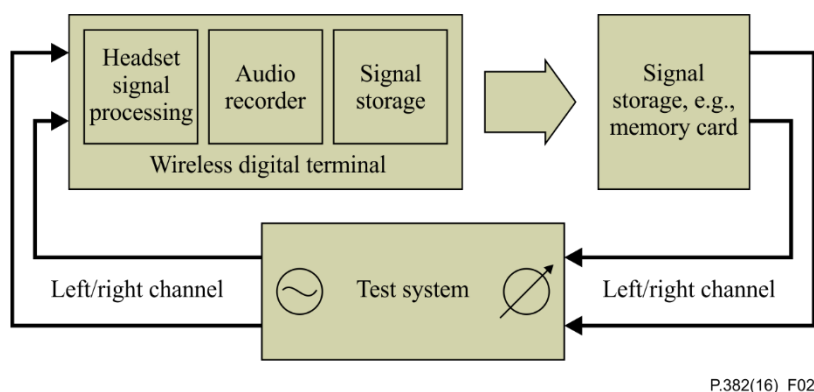 Headset
signal
processing
Audio
recorder
Signal
storage
Wireless digital terminal
Signal
storage, e.g.,
memory card
Left/right channel
Test system
Left/right channel
P.382(16)_F02